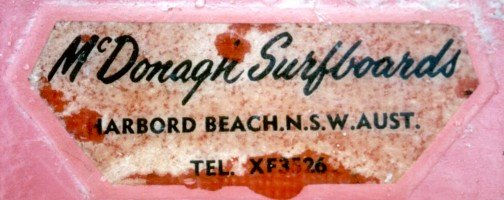 McDonagh Surfboards
HARBORD BEACH.N.S.W.AUST.
TEL. XF3526